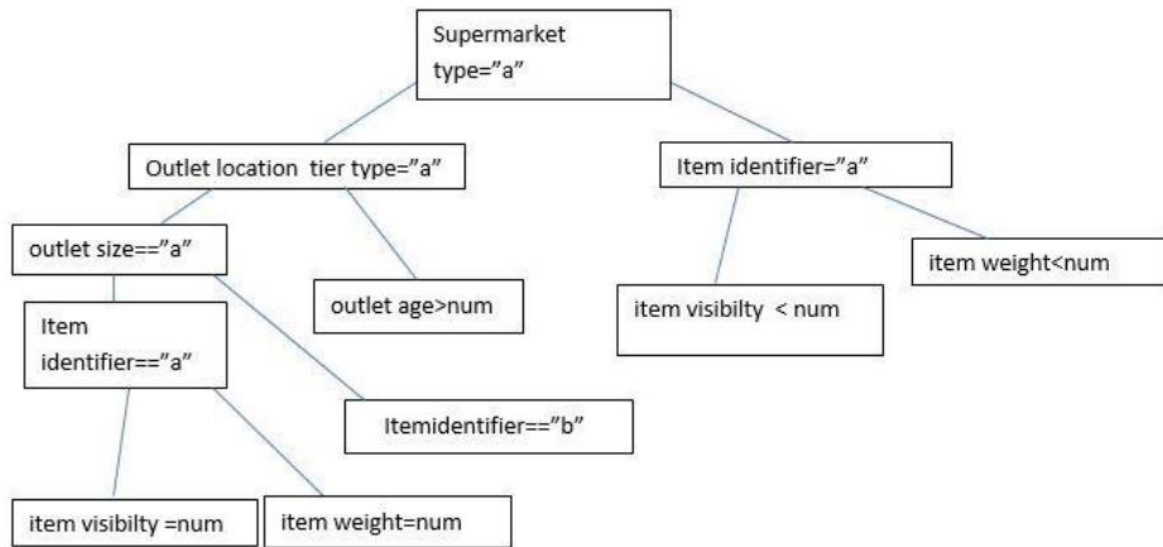 Supermarket
type=”a”
Outlet location  tier type=”a”
Item identifier=”a”
outlet size==”a”
item weight<num
outlet age>num
item visibilty  < num
Item
identifier==”a”
Itemidentifier==”b”
item visibilty =num
item weight=num